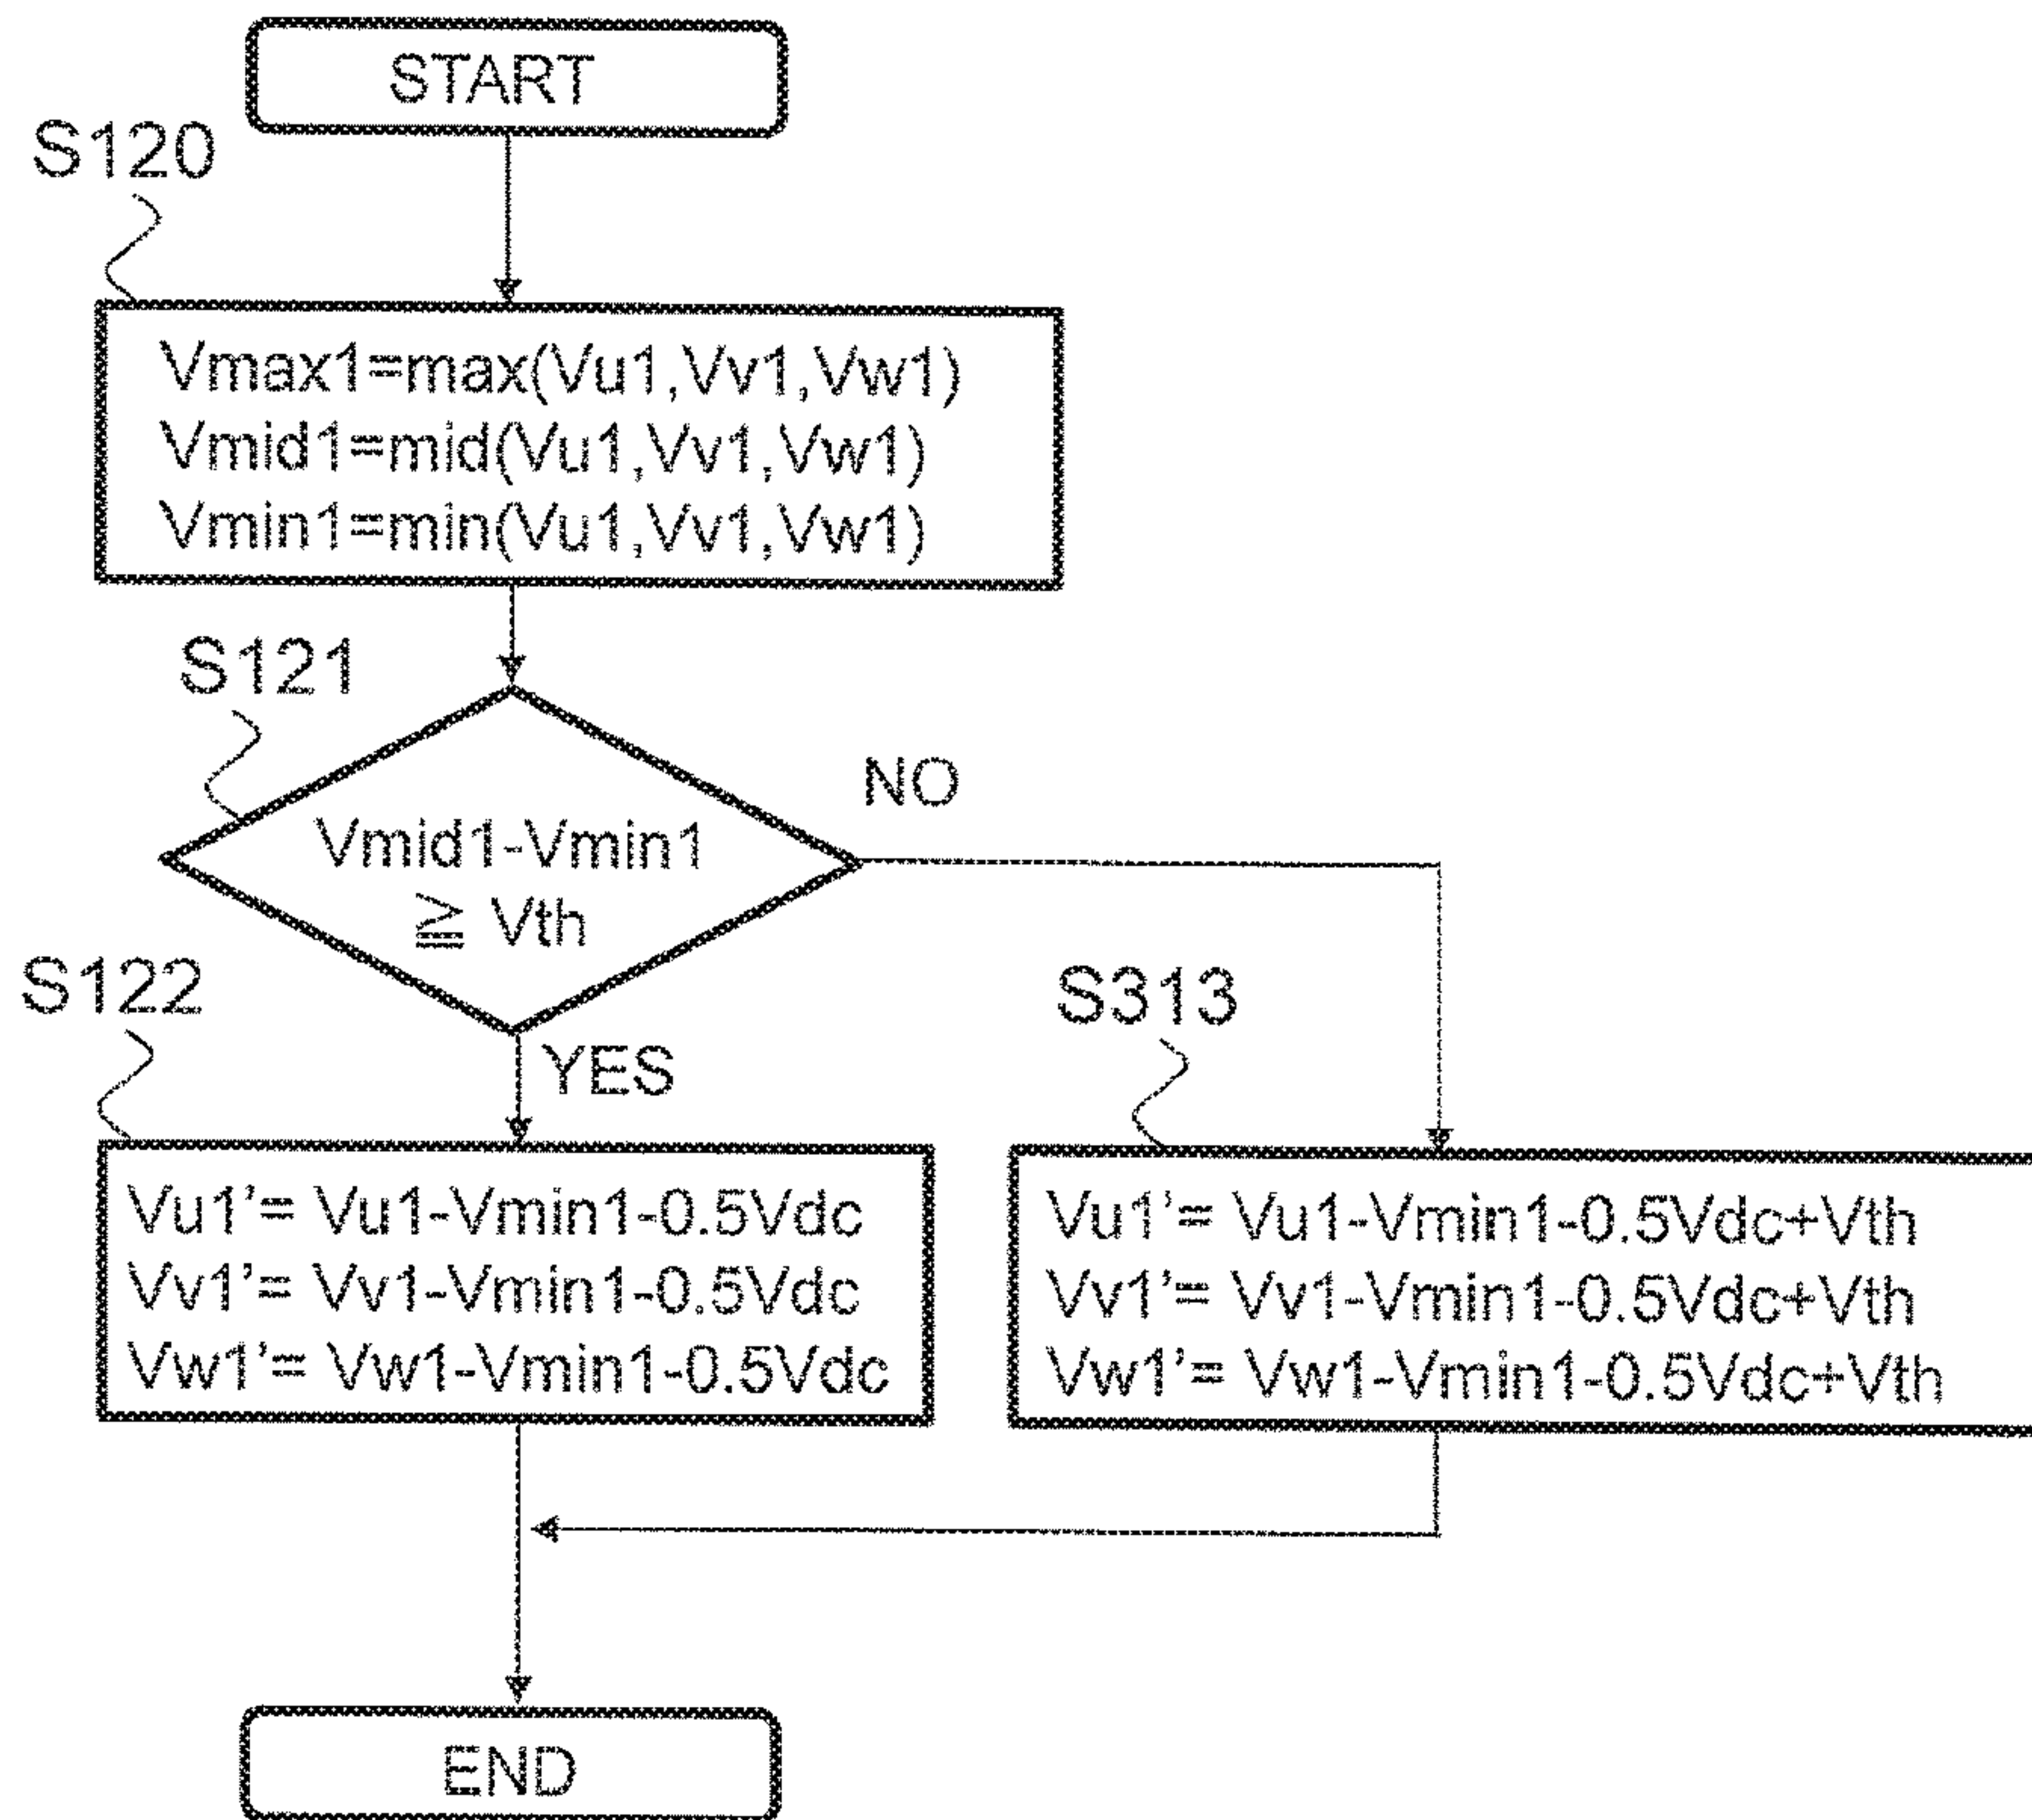 START
S120
Vmax1=max(Vu1,Vv1,Vw1)
Vmid1=mid(Vu1,Vv1,Vw1)
Vmin1=min(Vu1,Vv1,Vw1)
S121
Vmid1-Vmin1
≧ Vth
NO
YES
S122
Vu1'= Vu1-Vmin1-0.5Vdc
Vv1'= Vv1-Vmin1-0.5Vdc
Vw1'= Vw1-Vmin1-0.5Vdc
S313
Vu1'= Vu1-Vmin1-0.5Vdc+Vth
Vv1'= Vv1-Vmin1-0.5Vdc+Vth
Vw1'= Vw1-Vmin1-0.5Vdc+Vth
END